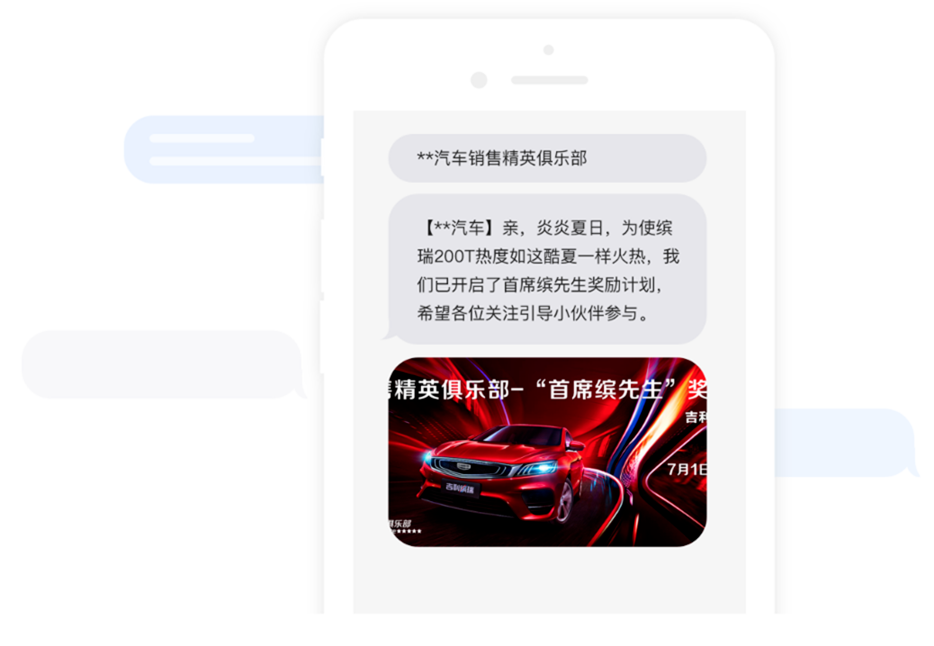 **汽车销售精英俱乐部
【**汽车】亲，炎炎夏日，为使缤
瑞200T热度如这酷夏一样火热，我
们已开启了首席缤先生奖励计划，
希望各位关注引导小伙伴参与。
售精英俱乐部-“首席缤先生”奖
吉利
7月1日
吉利缤瑞
俱乐部
*****